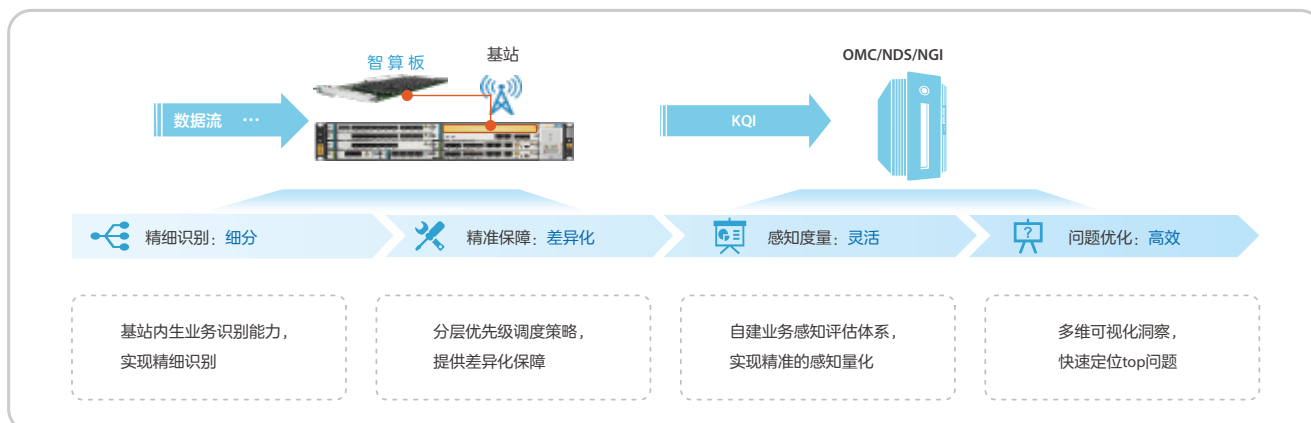 智算板
基站
OMC/NDS/NGI
数据流 …
KQI
精细识别：细分
精准保障：差异化
感知度量：灵活
?
问题优化：高效
基站内生业务识别能力，
实现精细识别
分层优先级调度策略，
提供差异化保障
自建业务感知评估体系，
实现精准的感知量化
多维可视化洞察，
快速定位top问题